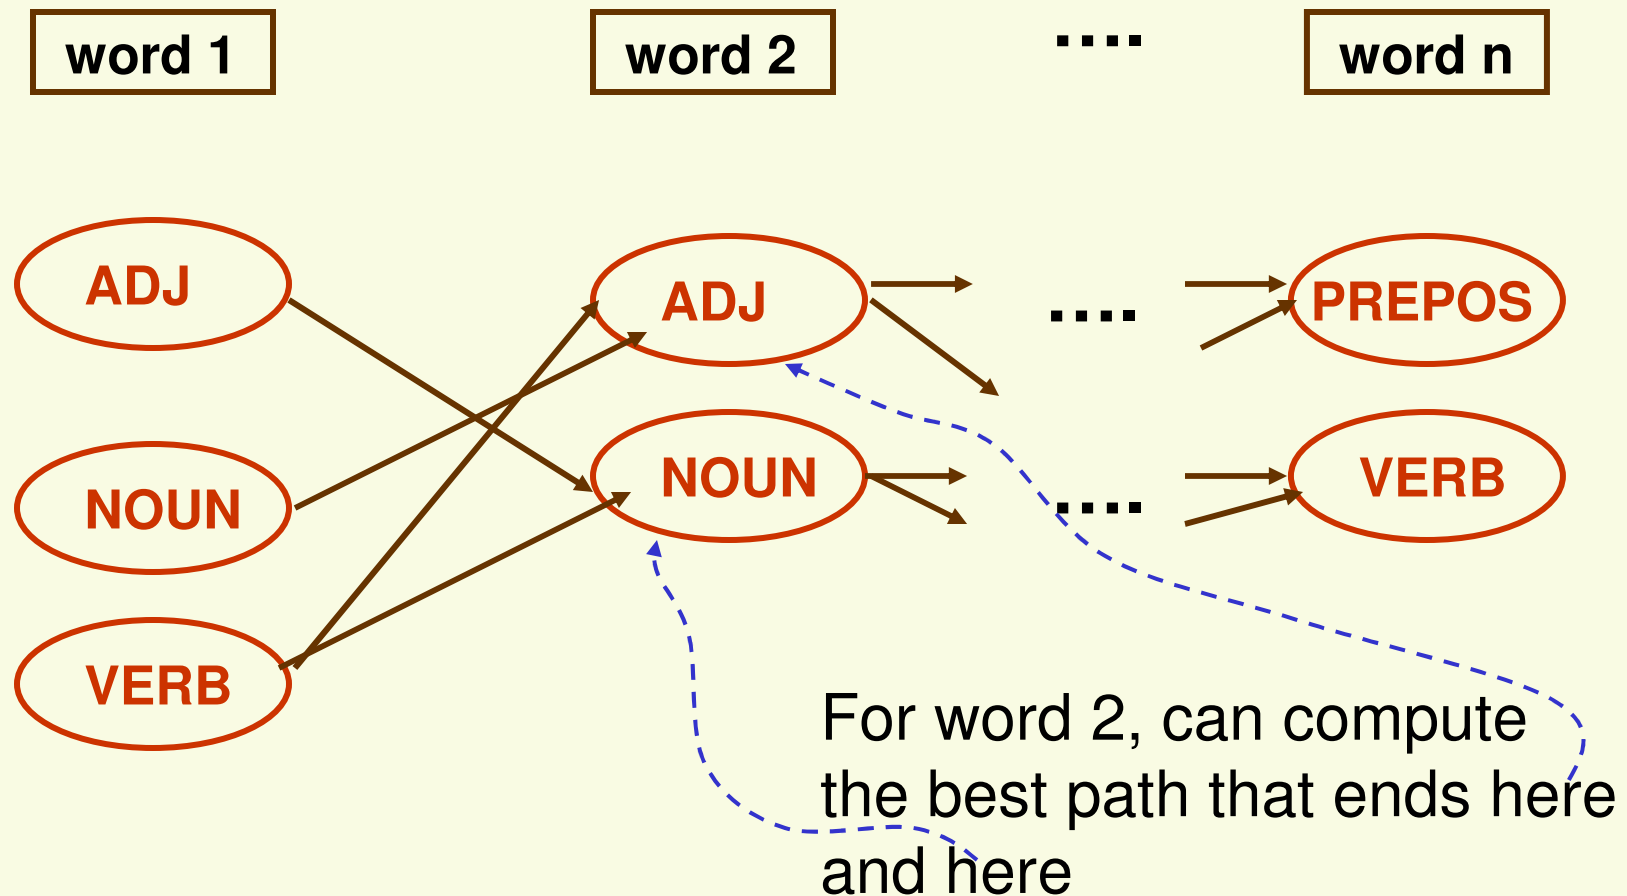 word 1 word 2 .... word n
ADJ ADJ .... PREPOS
NOUN NOUN .... VERB
VERB
For word 2, can compute
the best path that ends here
and here